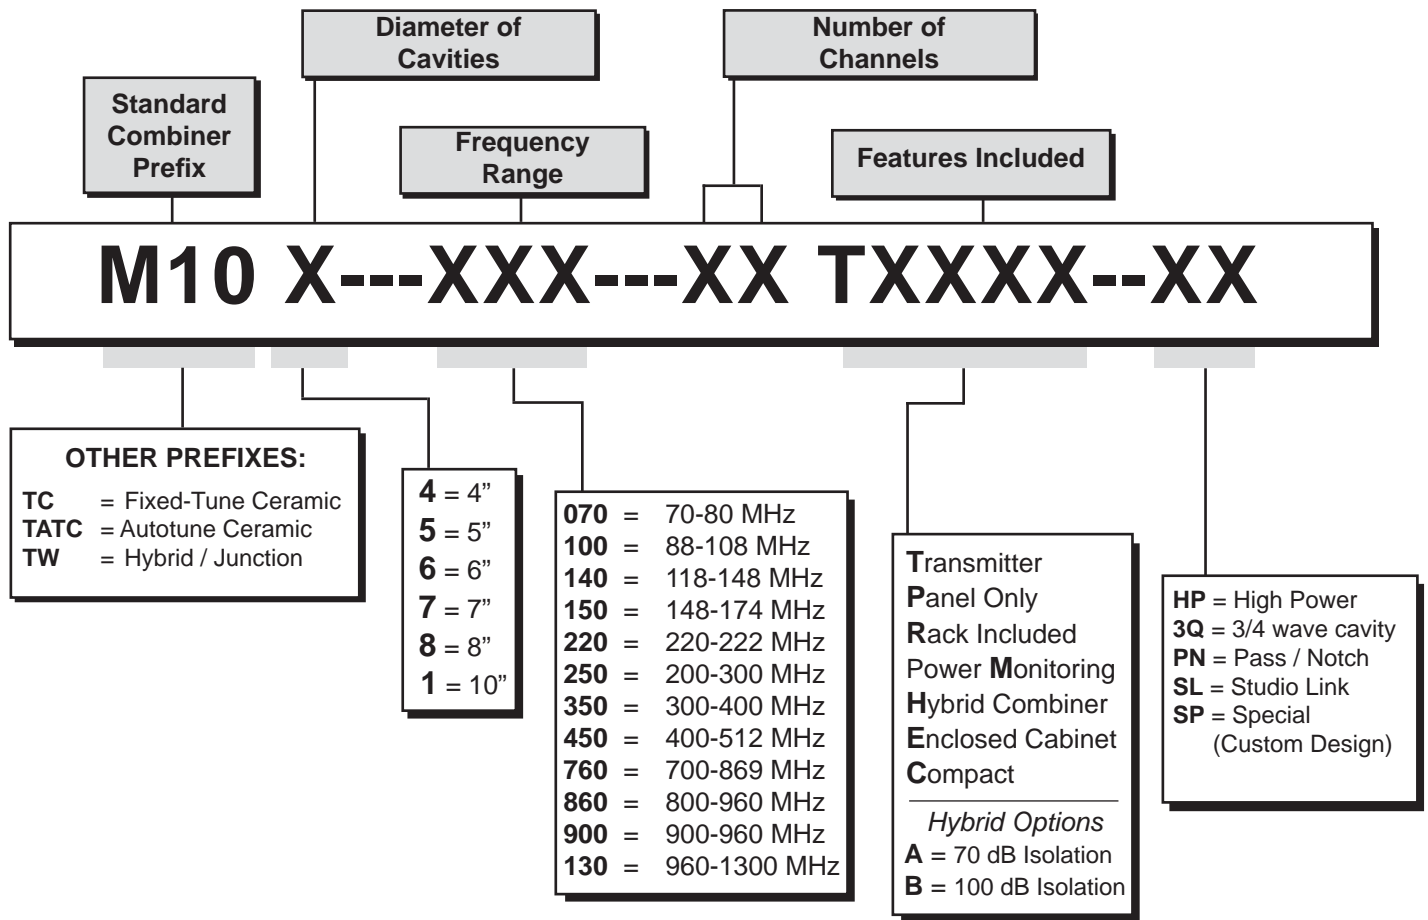 Diameter of
Cavities
Number of
Channels
Standard
Combiner
Prefix
Frequency
Range
Features Included
M10 X---XXX---XX TXXXX--XX
OTHER PREFIXES:
TC = Fixed-Tune Ceramic
TATC = Autotune Ceramic
TW = Hybrid / Junction
4 = 4”
5 = 5”
6 = 6”
7 = 7”
8 = 8”
1 = 10”
070 = 70-80 MHz
100 = 88-108 MHz
140 = 118-148 MHz
150 = 148-174 MHz
220 = 220-222 MHz
250 = 200-300 MHz
350 = 300-400 MHz
450 = 400-512 MHz
760 = 700-869 MHz
860 = 800-960 MHz
900 = 900-960 MHz
130 = 960-1300 MHz
Transmitter
Panel Only
Rack Included
Power Monitoring
Hybrid Combiner
Enclosed Cabinet
Compact
Hybrid Options
A = 70 dB Isolation
B = 100 dB Isolation
HP = High Power
3Q = 3/4 wave cavity
PN = Pass / Notch
SL = Studio Link
SP = Special
(Custom Design)